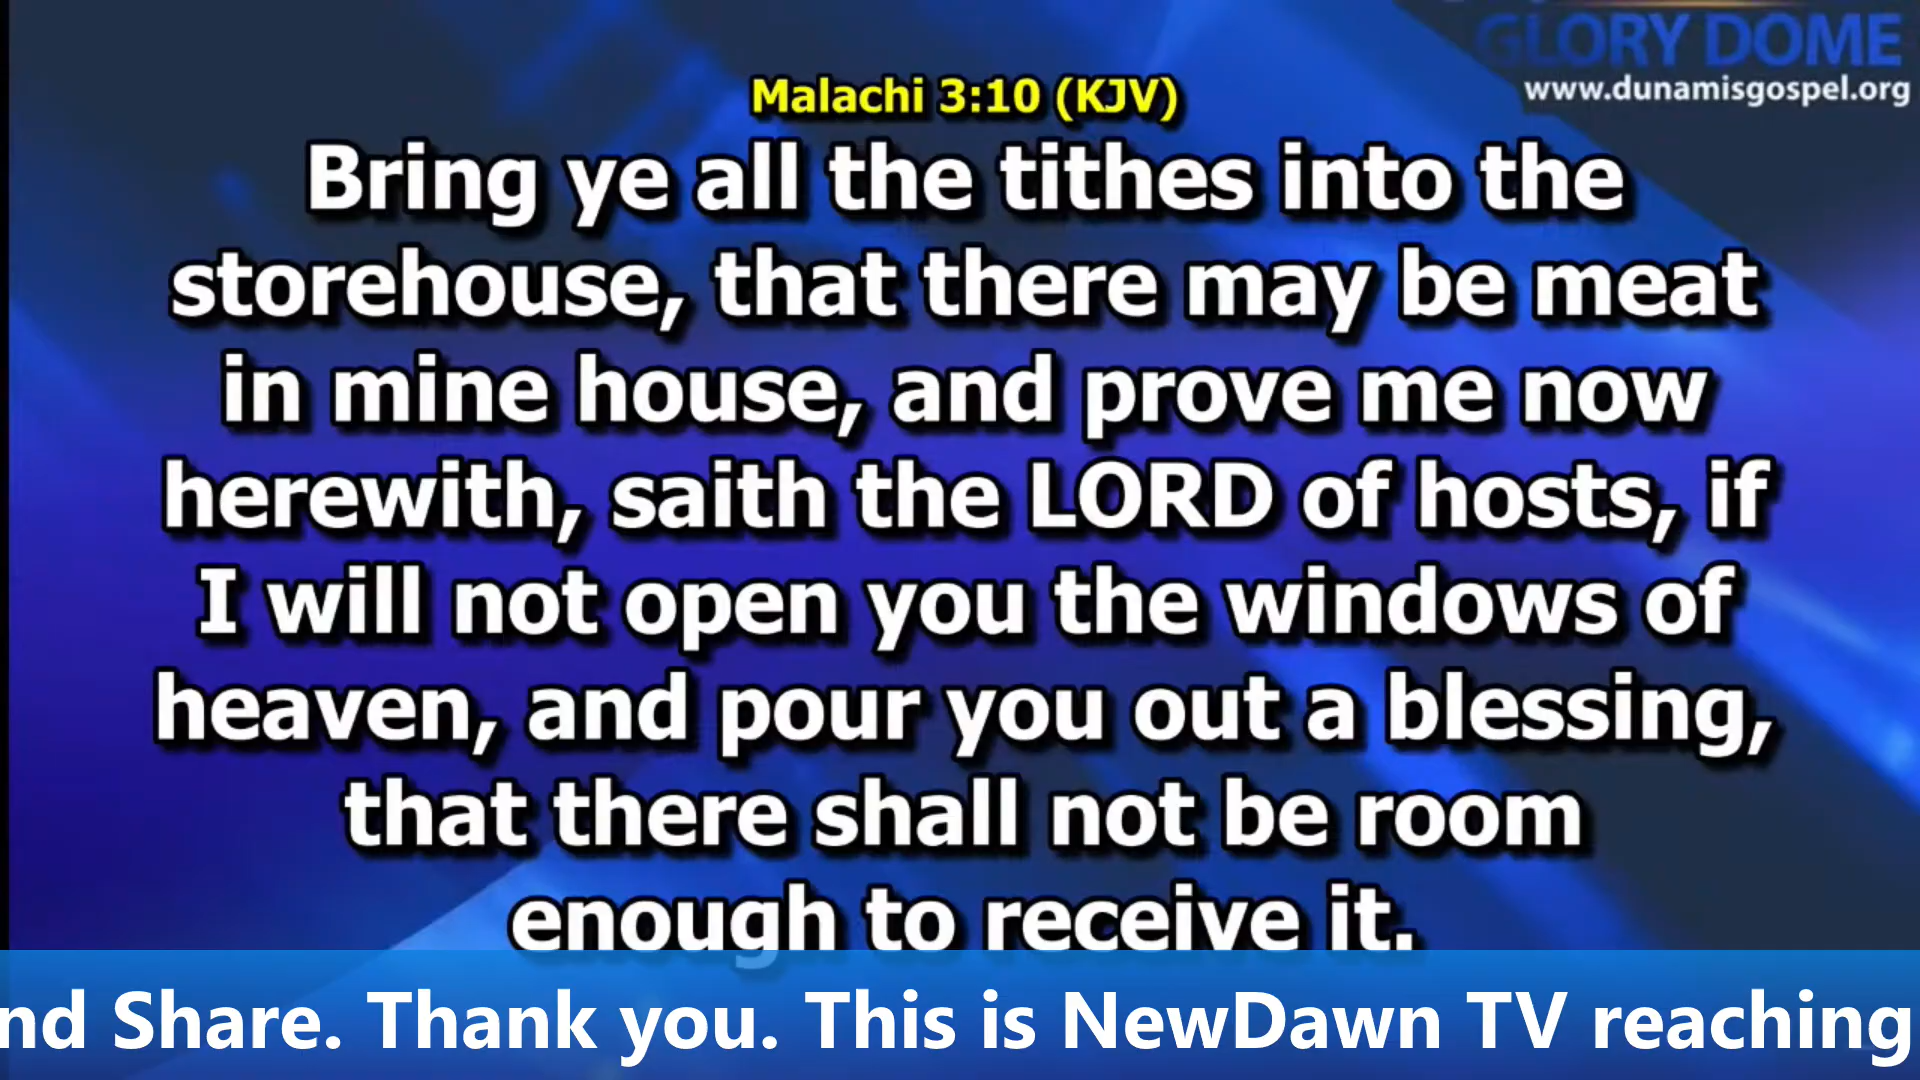 GLORY DOME
www.dunamisgospel.org
Malachi 3:10 (KJV)
Bring ye all the tithes into the
storehouse, that there may be meat
in mine house, and prove me now
herewith, saith the LORD of hosts, if
I will not open you the windows of
heaven, and pour you out a blessing,
that there shall not be room
enough to receive it.
nd Share. Thank you. This is NewDawn TV reaching